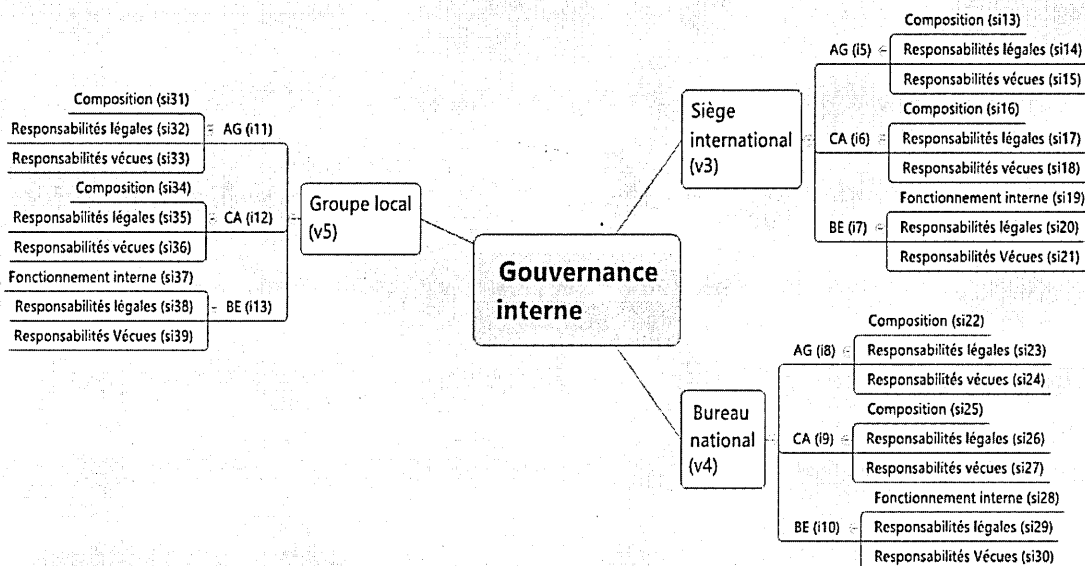 Gouvernance
interne
Siège
international
(v3)
AG (i5)
Composition (si13)
Responsabilités légales (si14)
Responsabilités vécues (si15)
CA (i6)
Composition (si16)
Responsabilités légales (si17)
Responsabilités vécues (si18)
BE (i7)
Fonctionnement interne (si19)
Responsabilités légales (si20)
Responsabilités Vécues (si21)
Bureau
national
(v4)
AG (i8)
Composition (si22)
Responsabilités légales (si23)
Responsabilités vécues (si24)
CA (i9)
Composition (si25)
Responsabilités légales (si26)
Responsabilités vécues (si27)
BE (i10)
Fonctionnement interne (si28)
Responsabilités légales (si29)
Responsabilités Vécues (si30)
Groupe local
(v5)
AG (i11)
Composition (si31)
Responsabilités légales (si32)
Responsabilités vécues (si33)
CA (i12)
Composition (si34)
Responsabilités légales (si35)
Responsabilités vécues (si36)
BE (i13)
Fonctionnement interne (si37)
Responsabilités légales (si38)
Responsabilités Vécues (si39)